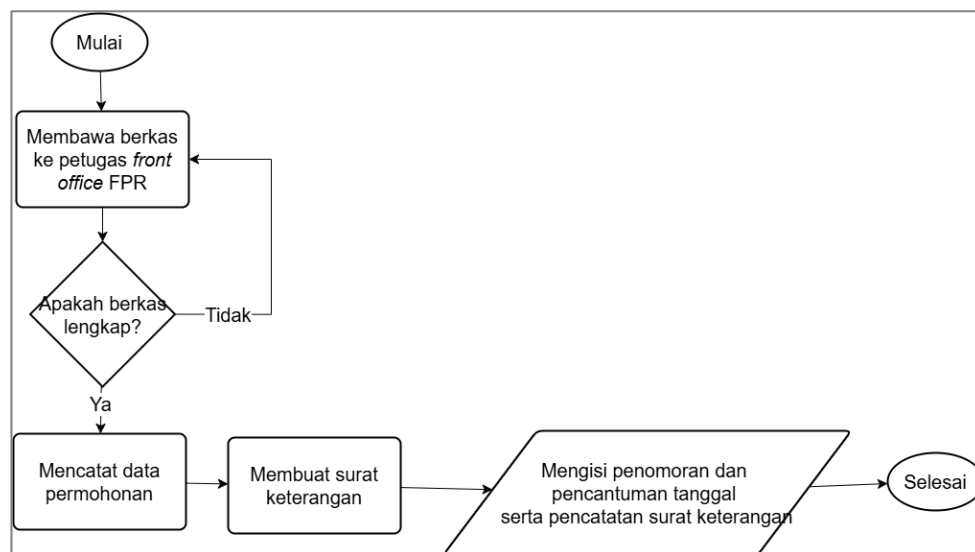 Mulai
Membawa berkas
ke petugas front
office FPR
Apakah berkas
lengkap?
Tidak
Ya
Mencatat data
permohonan
Membuat surat
keterangan
Mengisi penomoran dan
pencantuman tanggal
serta pencatatan surat keterangan
Selesai